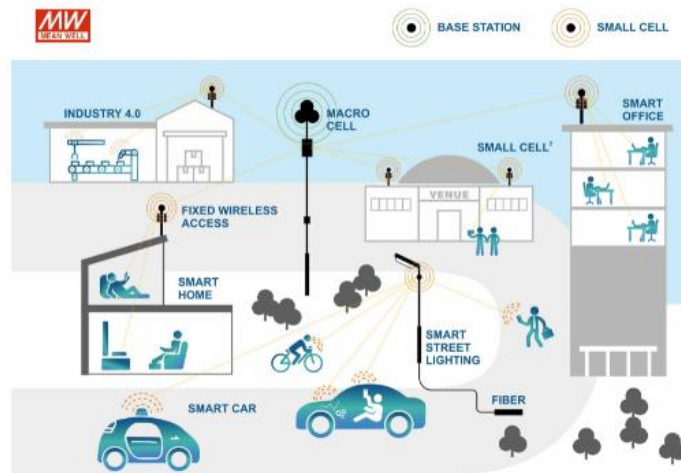 MW
MEAN WELL
BASE STATION
SMALL CELL
INDUSTRY 4.0
MACRO
CELL
SMART
OFFICE
SMALL CELL²
VENUE
FIXED WIRELESS
ACCESS
SMART
HOME
SMART
STREET
LIGHTING
FIBER
SMART CAR